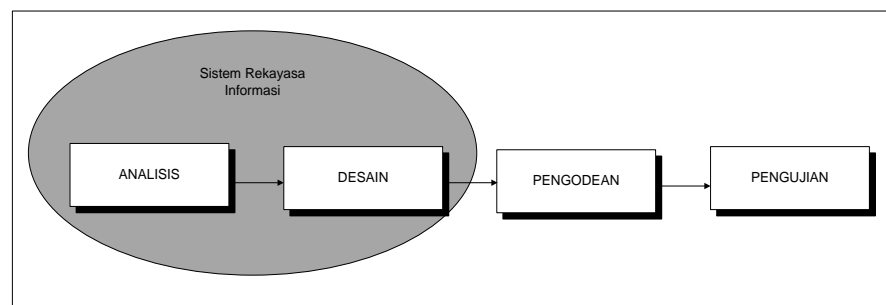 Sistem Rekayasa
Informasi
ANALISIS
DESAIN
PENGODEAN
PENGUJIAN